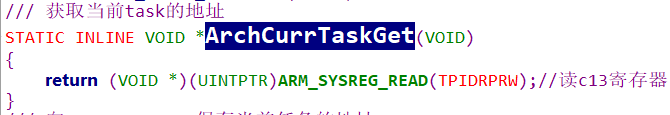 /// 获取当前task的地址
STATIC INLINE VOID *ArchCurrTaskGet(VOID)
{
    return (VOID *)(UINTPTR)ARM_SYSREG_READ(TPIDRPRW);//读c13寄存器
}